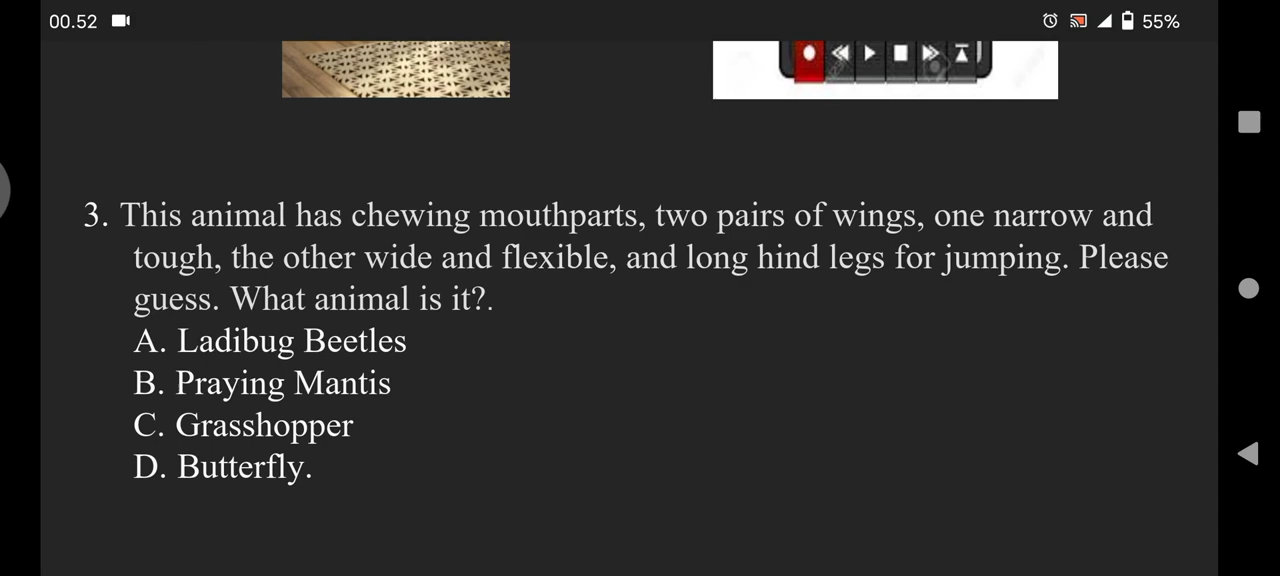 00.52 55%
3. This animal has chewing mouthparts, two pairs of wings, one narrow and
tough, the other wide and flexible, and long hind legs for jumping. Please
guess. What animal is it?.
A. Ladibug Beetles
B. Praying Mantis
C. Grasshopper
D. Butterfly.